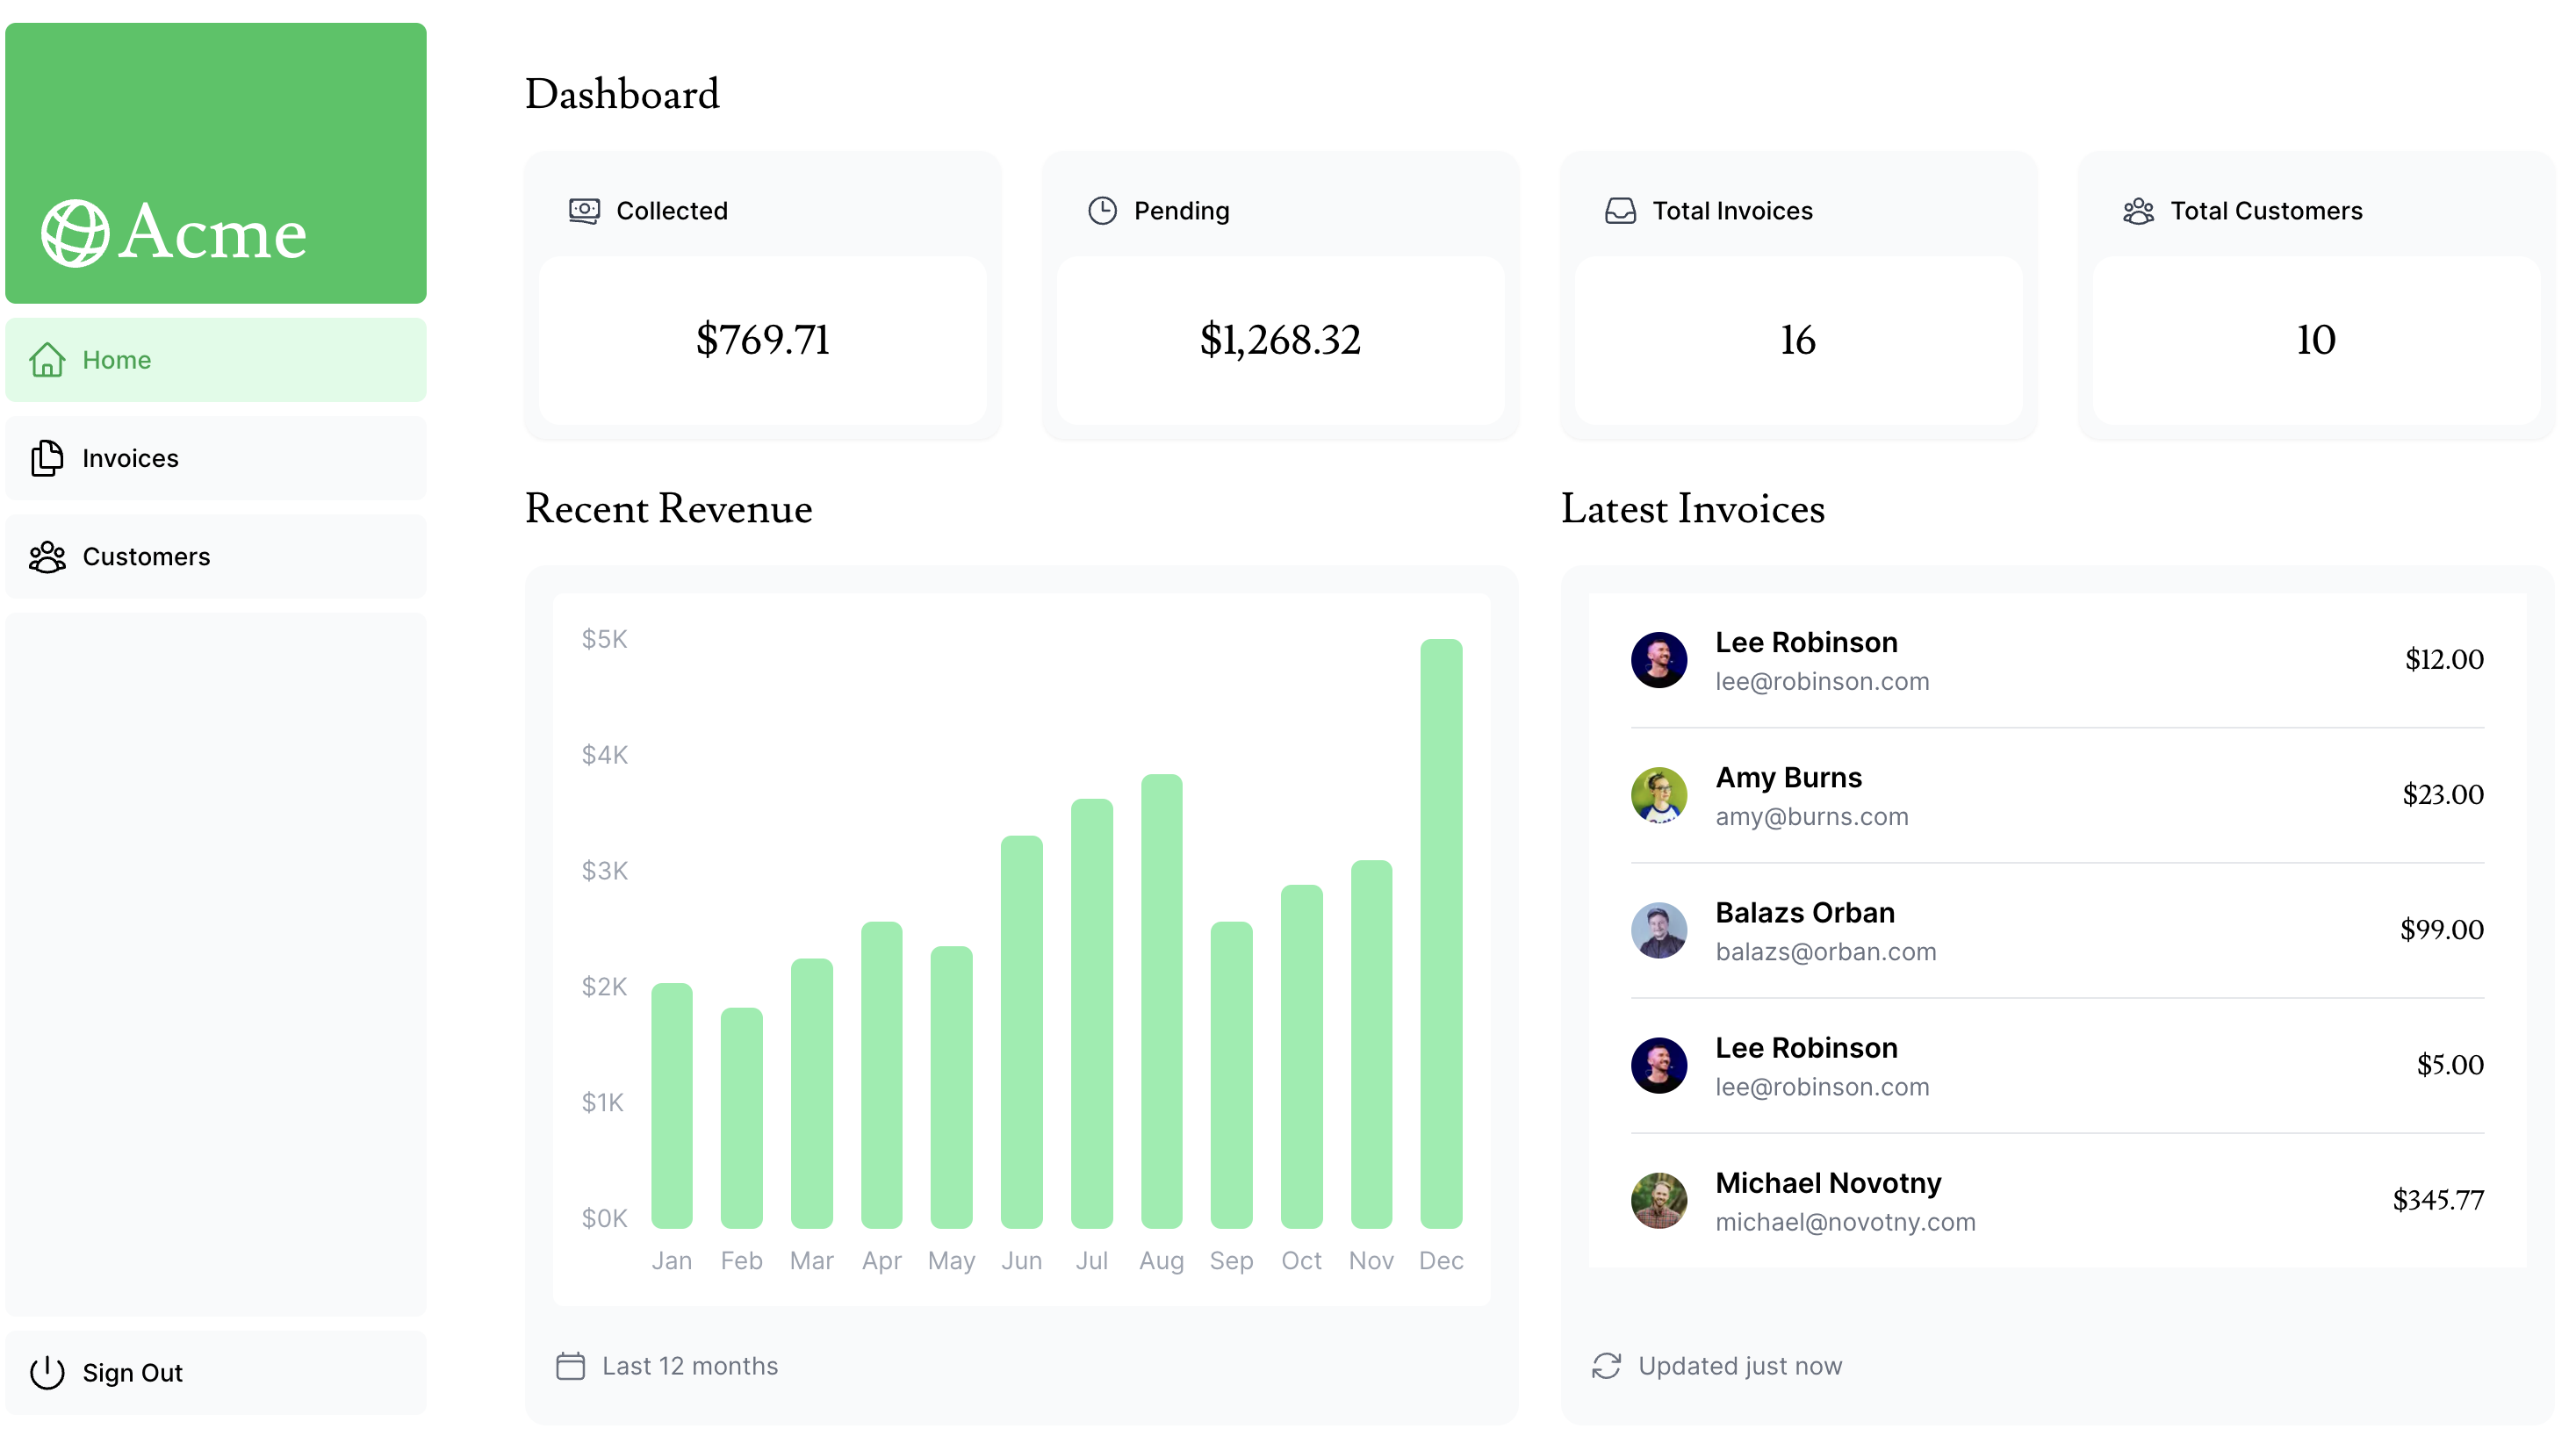 Acme
Home
Invoices
Customers
Sign Out
Dashboard
Collected
$769.71
Pending
$1,268.32
Total Invoices
16
Total Customers
10
Recent Revenue
$5K
$4K
$3K
$2K
$1K
$0K
Jan Feb Mar Apr May Jun Jul Aug Sep Oct Nov Dec
Last 12 months
Latest Invoices
Lee Robinson
lee@robinson.com
$12.00
Amy Burns
amy@burns.com
$23.00
Balazs Orban
balazs@orban.com
$99.00
Lee Robinson
lee@robinson.com
$5.00
Michael Novotny
michael@novotny.com
$345.77
Updated just now